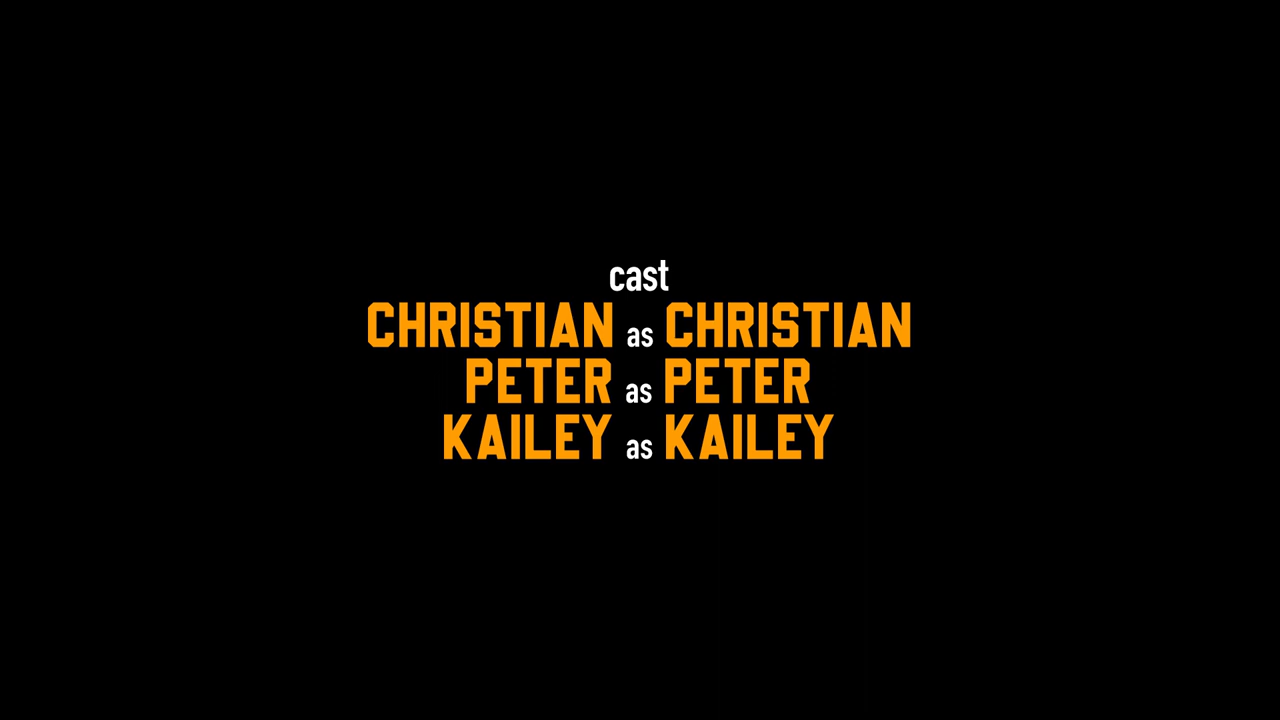 cast
CHRISTIAN as CHRISTIAN
PETER as PETER
KAILEY as KAILEY